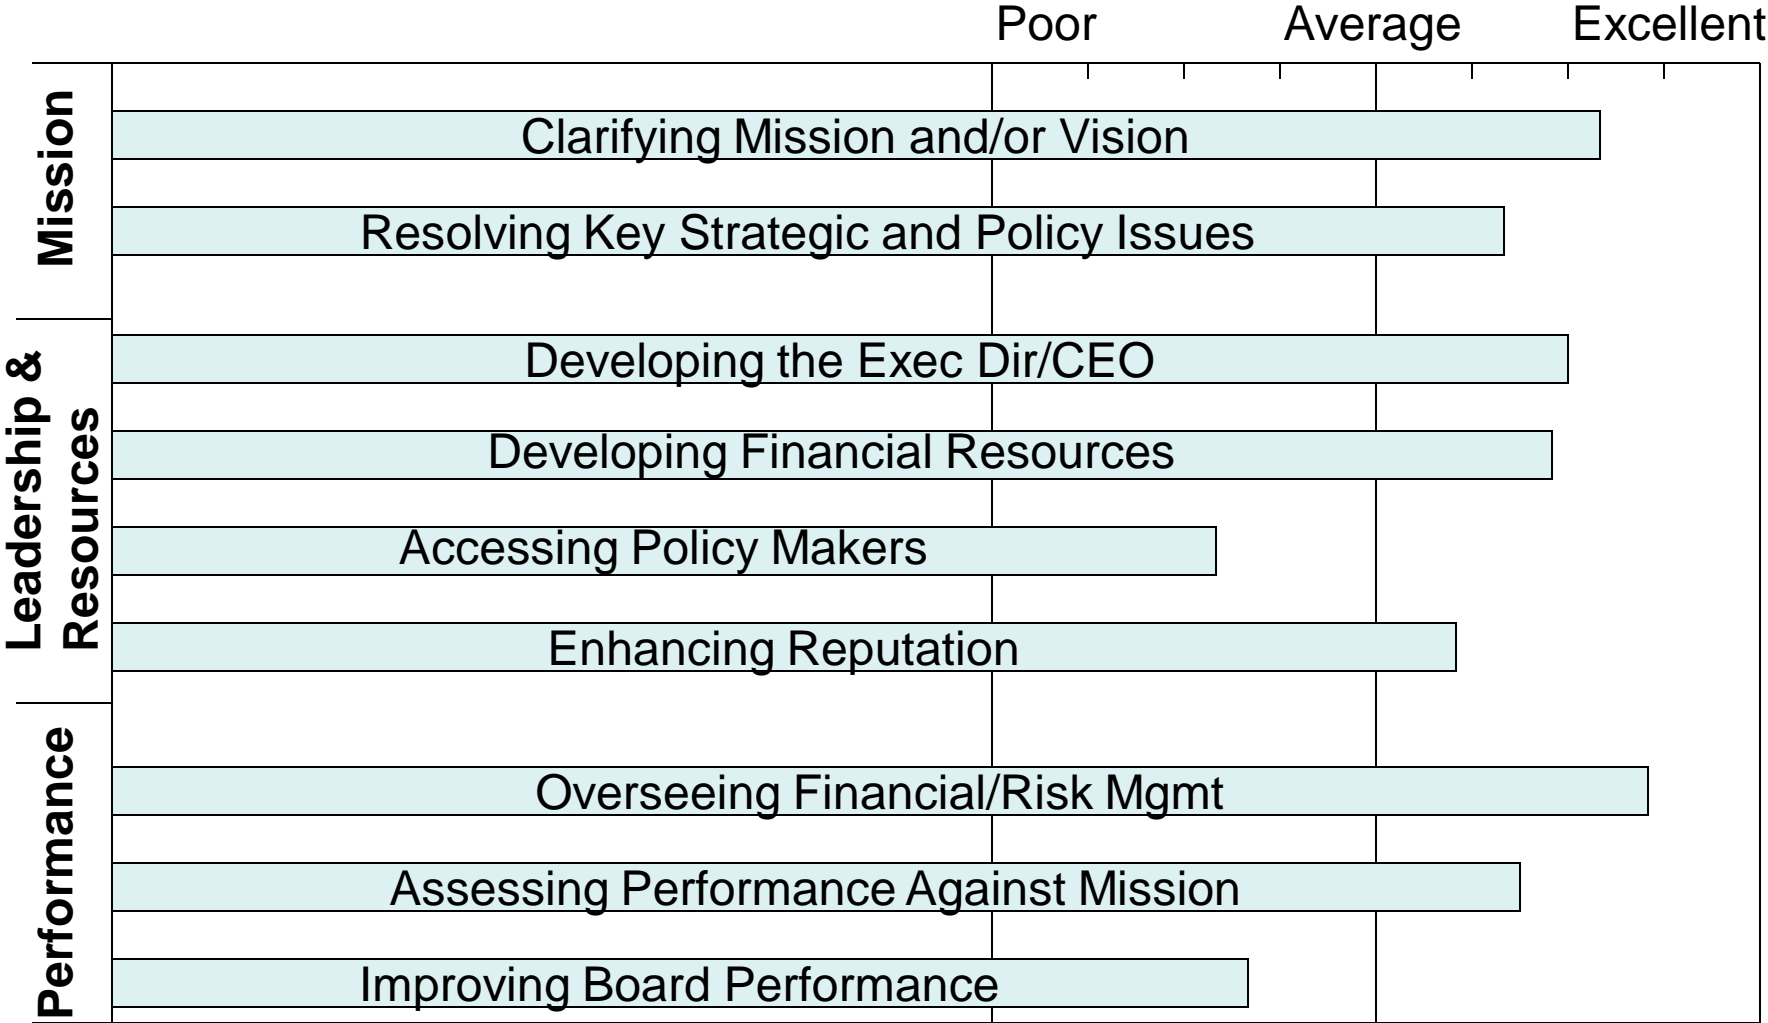 Poor Average Excellent
Mission
Clarifying Mission and/or Vision
Resolving Key Strategic and Policy Issues
Leadership &
Resources
Developing the Exec Dir/CEO
Developing Financial Resources
Accessing Policy Makers
Enhancing Reputation
Performance
Overseeing Financial/Risk Mgmt
Assessing Performance Against Mission
Improving Board Performance